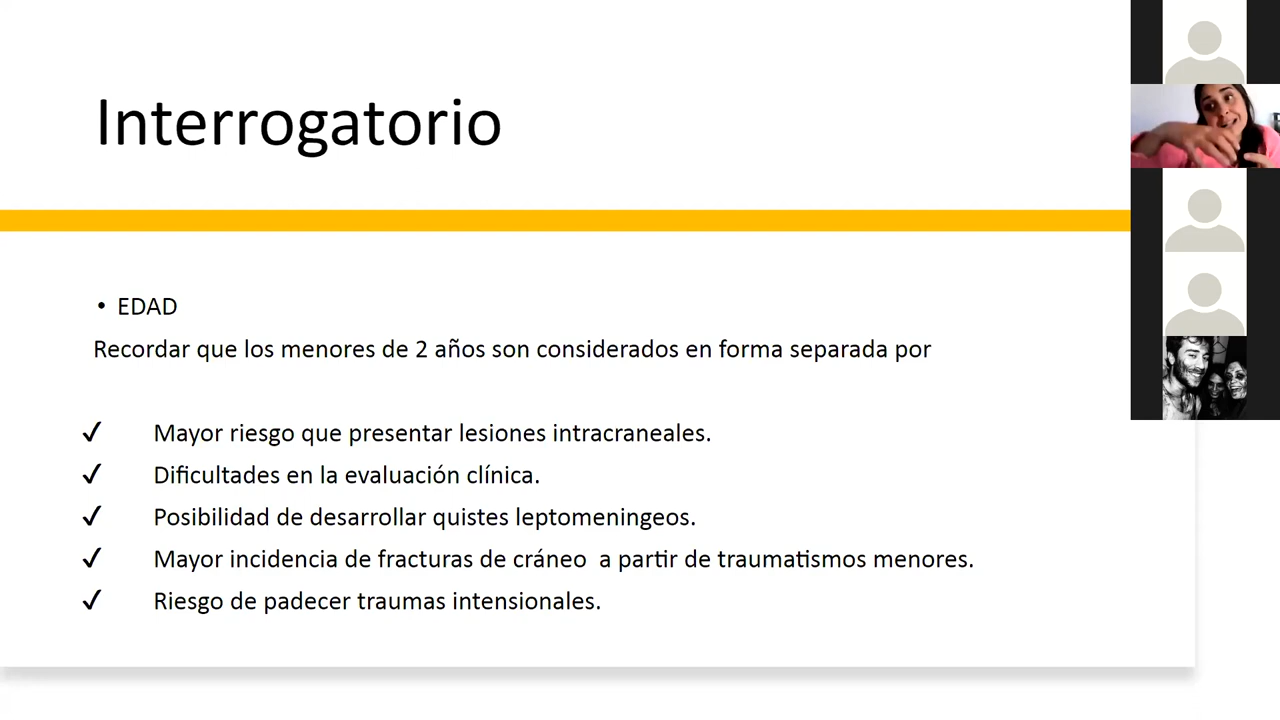 Interrogatorio
• EDAD
Recordar que los menores de 2 años son considerados en forma separada por
✓ Mayor riesgo que presentar lesiones intracraneales.
✓ Dificultades en la evaluación clínica.
✓ Posibilidad de desarrollar quistes leptomeningeos.
✓ Mayor incidencia de fracturas de cráneo  a partir de traumatismos menores.
✓ Riesgo de padecer traumas intensionales.